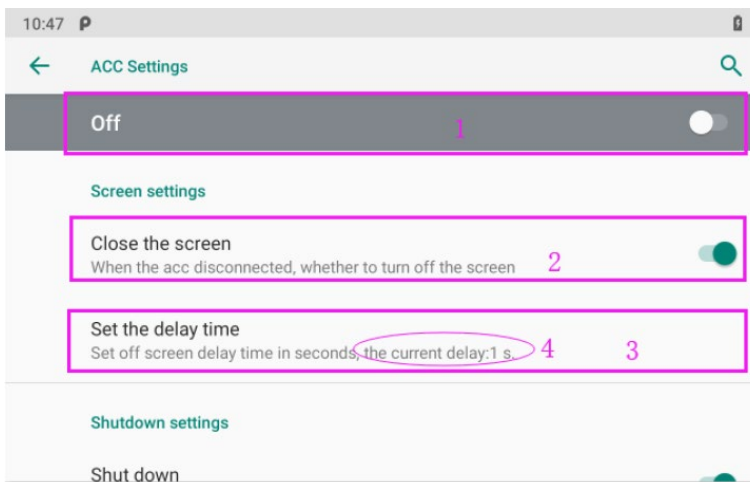 10:47
ACC Settings
Off
1
Screen settings
Close the screen
When the acc disconnected, whether to turn off the screen
2
Set the delay time
Set off screen delay time in seconds, the current delay:1 s.
4
3
Shutdown settings
Shut down